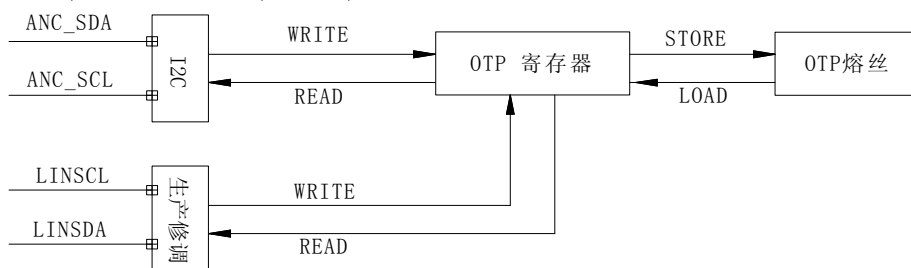 ANC_SDA
ANC_SCL
I2C
WRITE
READ
OTP 寄存器
STORE
LOAD
OTP熔丝
LINSCL
LINSDA
生产修调
WRITE
READ